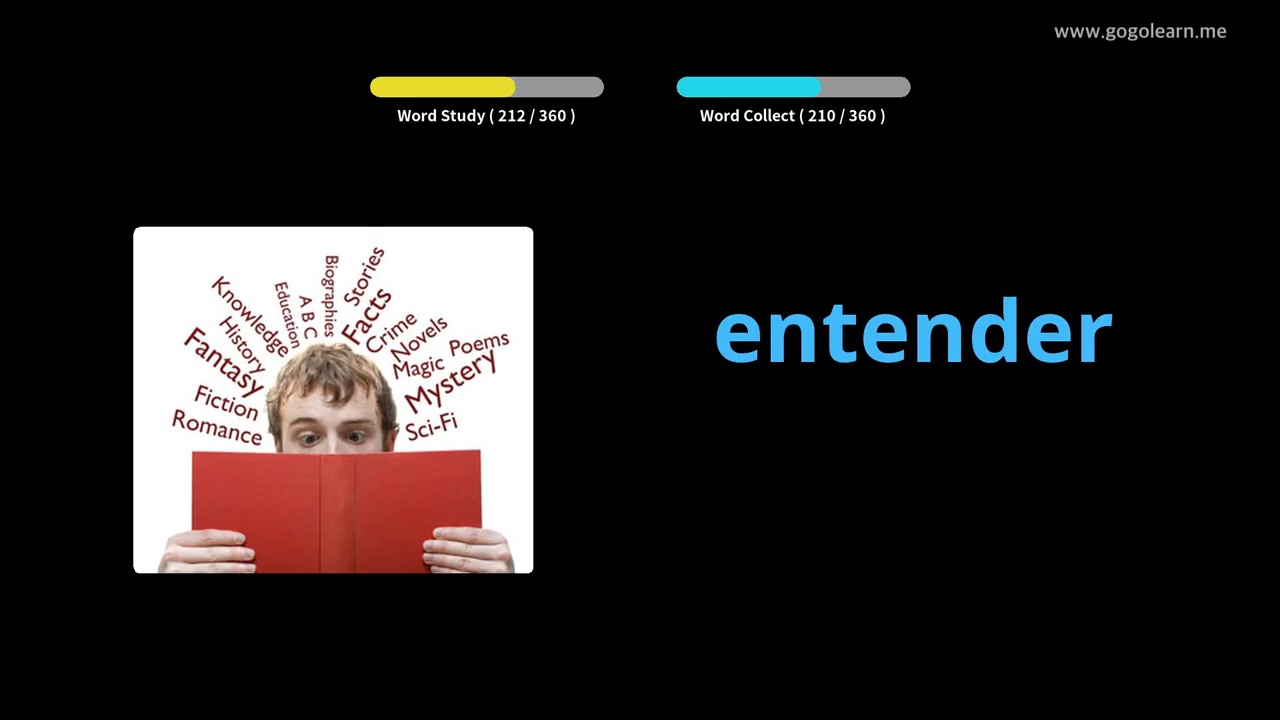 www.gogolearn.me
Word Study ( 212 / 360 )
Word Collect ( 210 / 360 )
entender
Biographies
Stories
Education
A B C
Facts
Knowledge
Crime
History
Novels
Poems
Fantasy
Magic
Mystery
Fiction
Romance
Sci-Fi